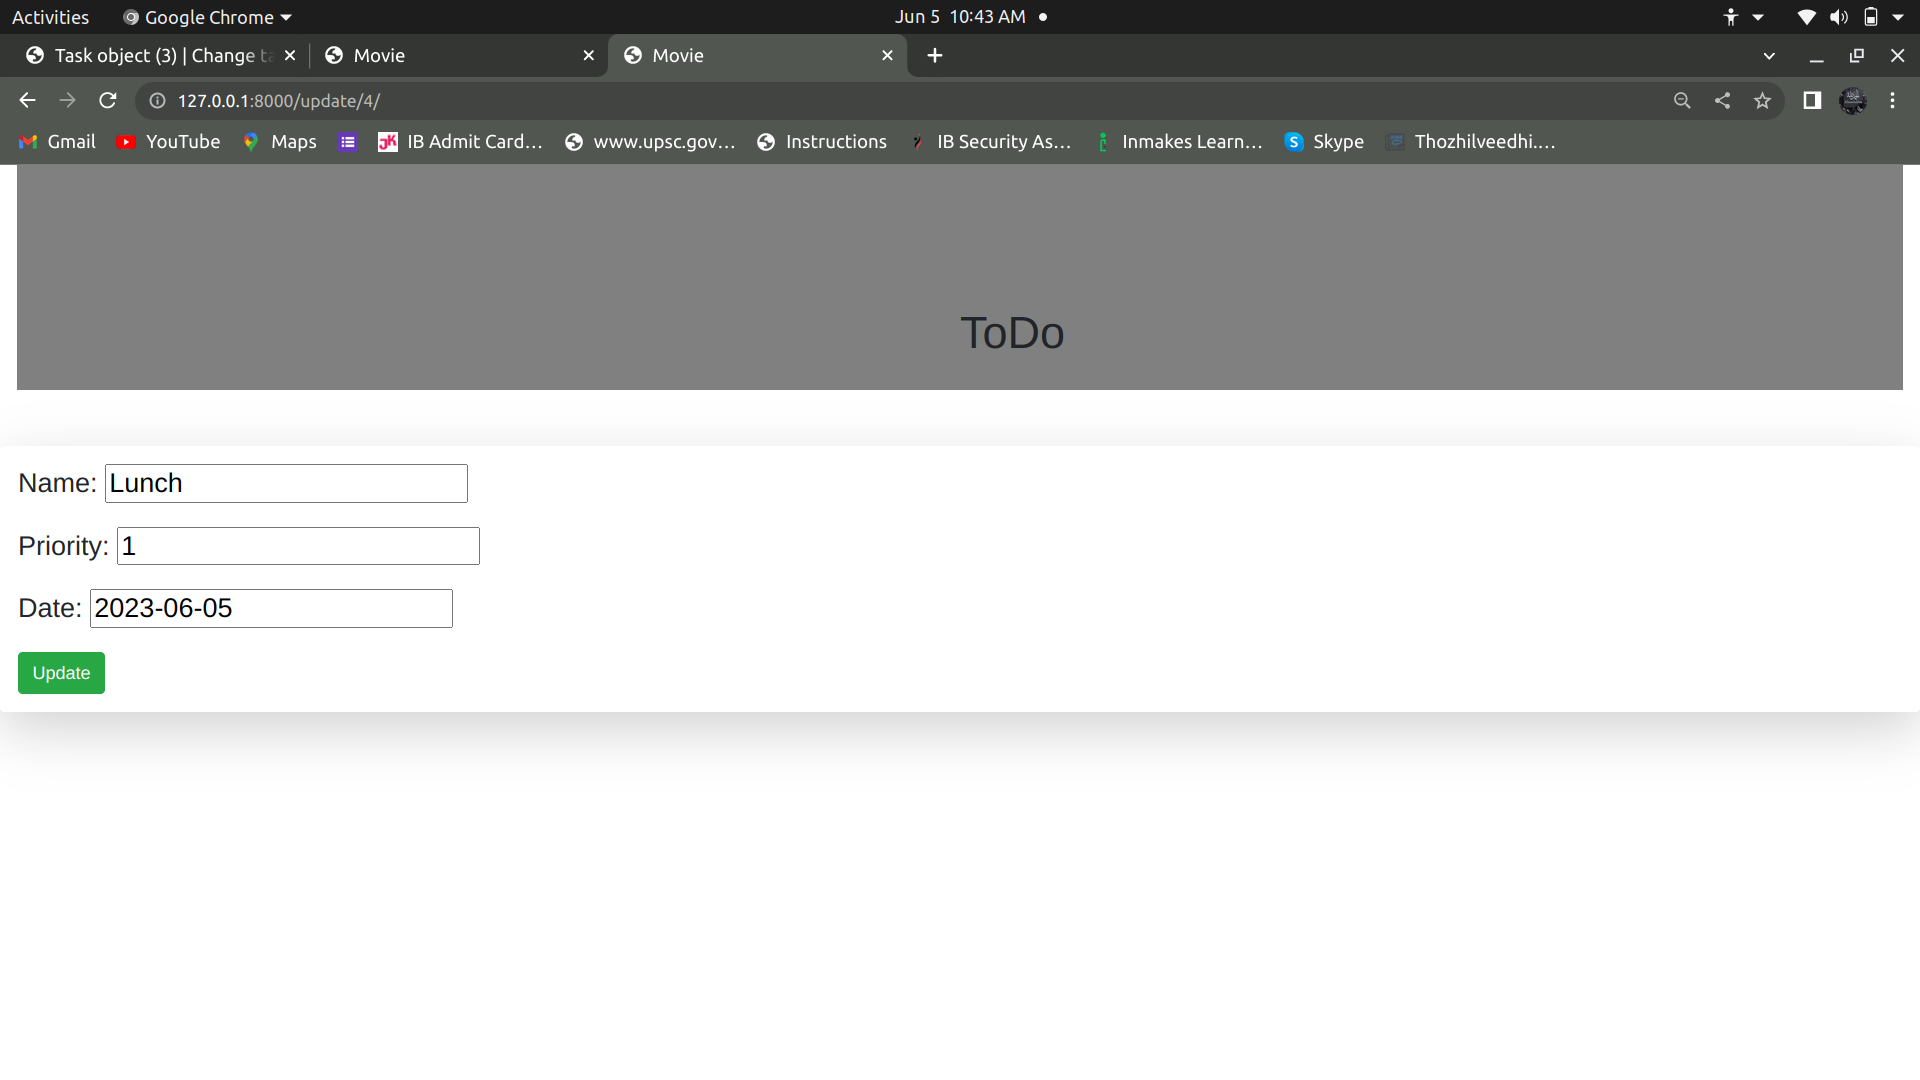 Activities Google Chrome Jun 5 10:43 AM
Task object (3) | Change ta Movie Movie
127.0.0.1:8000/update/4/
Gmail YouTube Maps IB Admit Card... www.upsc.gov... Instructions IB Security As... Inmakes Learn... Skype Thozhilveedhi....
ToDo
Name: Lunch
Priority: 1
Date: 2023-06-05
Update